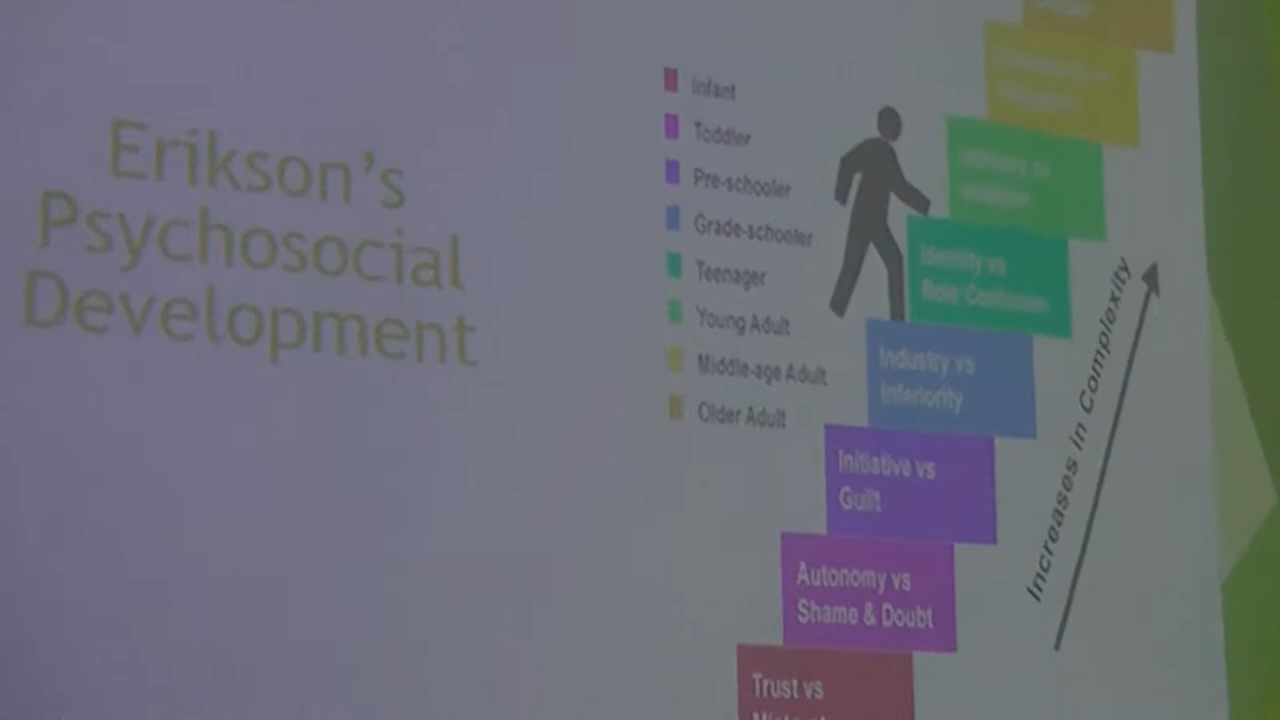 Erikson's
Psychosocial
Development
Infant
Toddler
Pre-schooler
Grade-schooler
Teenager
Young Adult
Middle-age Adult
Older Adult
Identity vs
Role Confusion
Industry vs
Inferiority
Initiative vs
Guilt
Autonomy vs
Shame & Doubt
Trust vs
Increases in Complexity